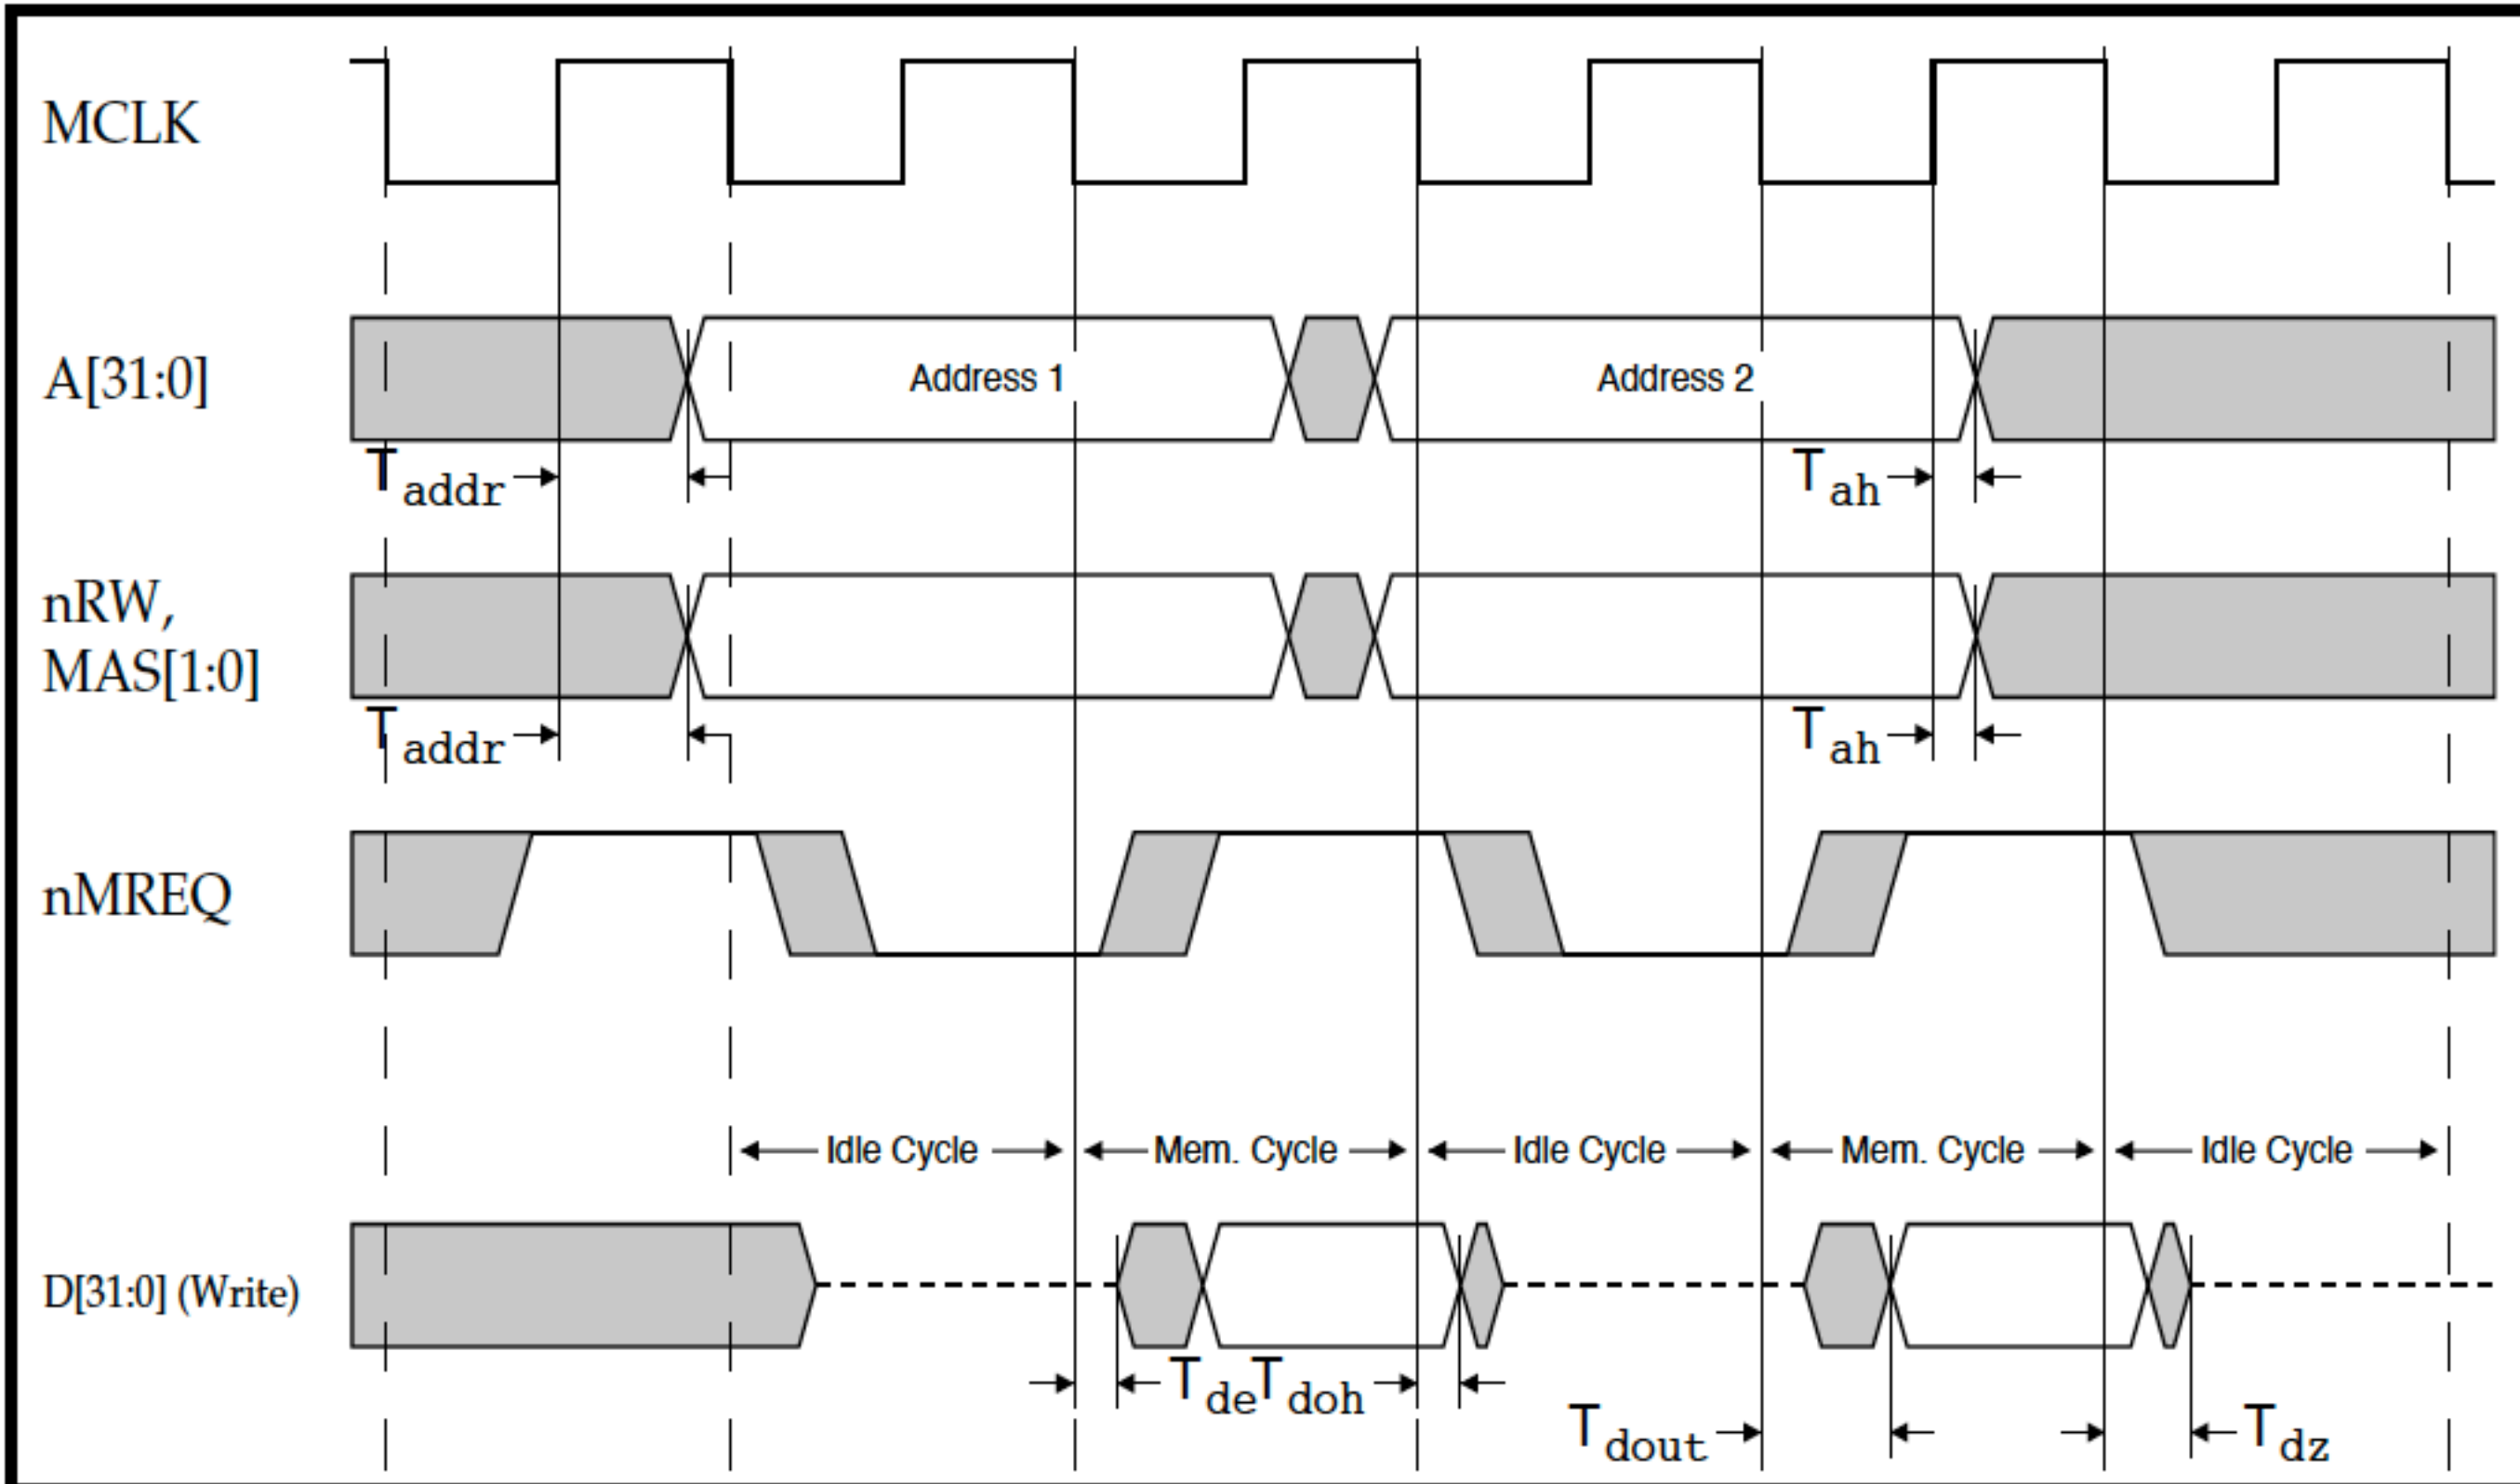 MCLK
A[31:0]
Address 1
Address 2
Taddr
Tah
nRW,
MAS[1:0]
Taddr
Tah
nMREQ
Idle Cycle
Mem. Cycle
Idle Cycle
Mem. Cycle
Idle Cycle
D[31:0] (Write)
Tde
Tdoh
Tdout
Tdz